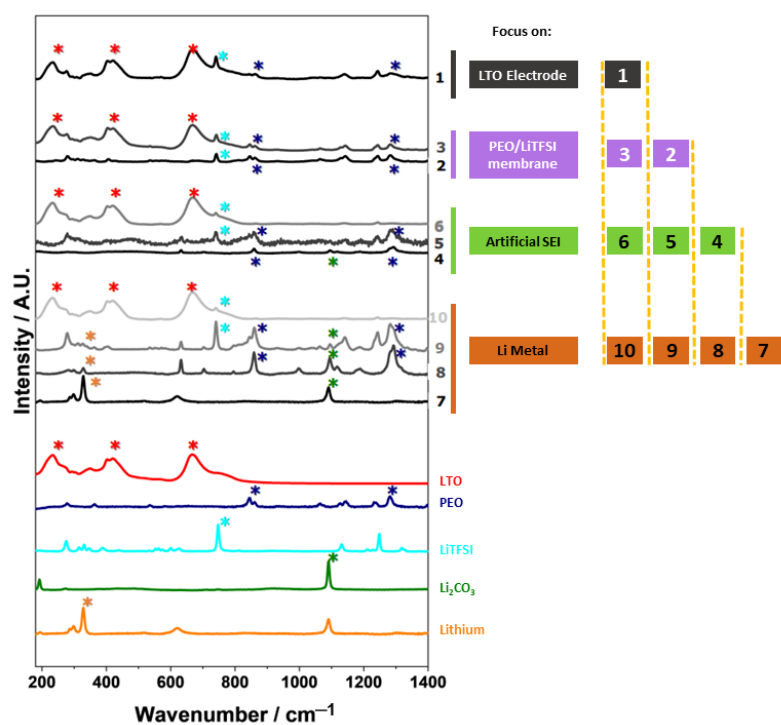 Focus on:
1
LTO Electrode
1
3
2
PEO/LiTFSI
membrane
3 2
6
5
4
Artificial SEI
6 5 4
10
9
8
7
Li Metal
10 9 8 7
LTO
PEO
LiTFSI
Li₂CO₃
Lithium
Intensity / A.U.
200 400 600 800 1000 1200 1400
Wavenumber / cm⁻¹